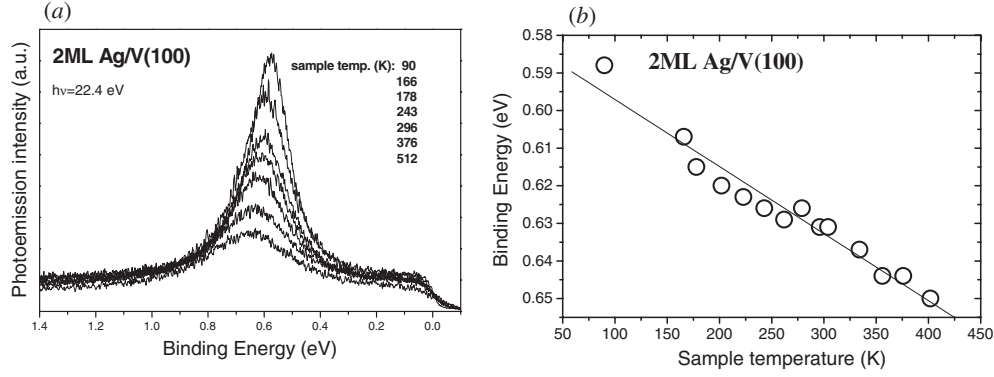 (a)
2ML Ag/V(100)
hν=22.4 eV
sample temp. (K): 90
166
178
243
296
376
512
Photoemission intensity (a.u.)
1.4 1.2 1.0 0.8 0.6 0.4 0.2 0.0
Binding Energy (eV)
(b)
2ML Ag/V(100)
0.58
0.59
0.60
0.61
0.62
0.63
0.64
0.65
Binding Energy (eV)
50 100 150 200 250 300 350 400 450
Sample temperature (K)